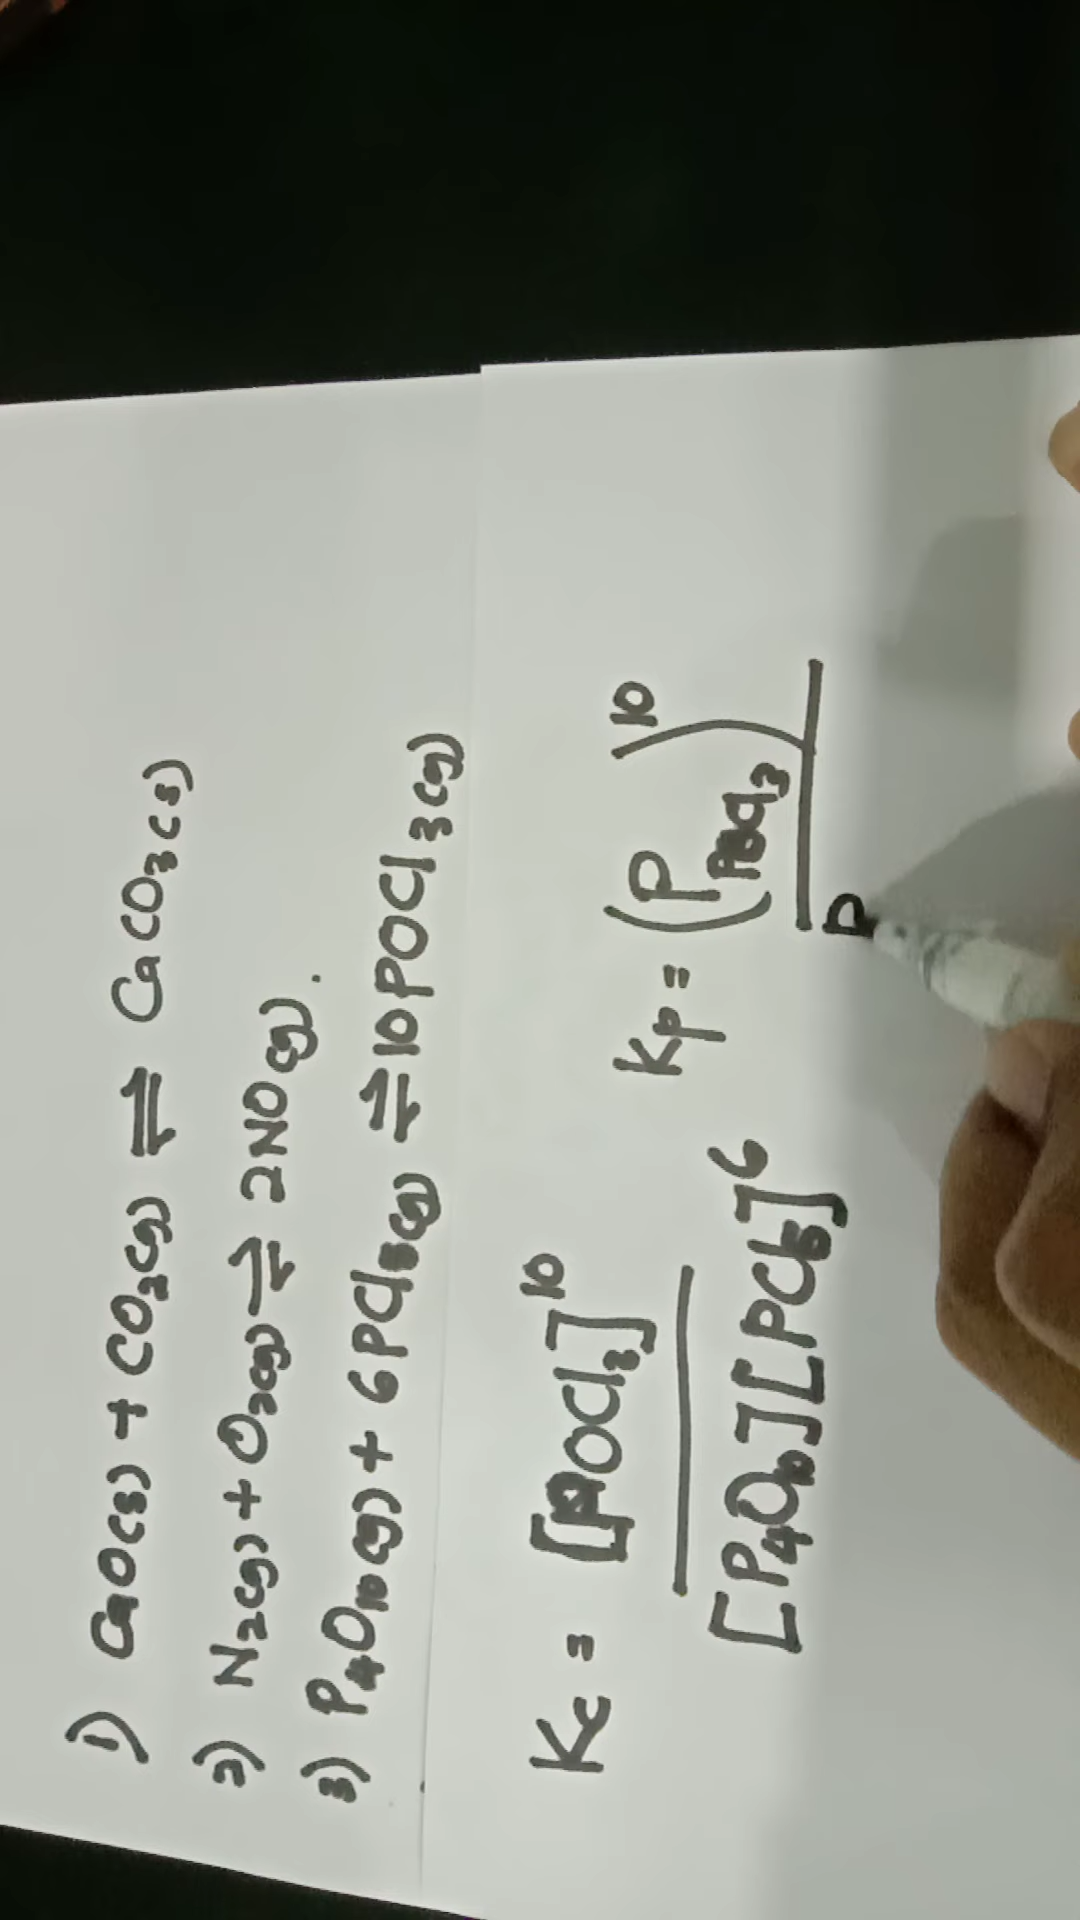 1) CaO(s) + CO₂(g) ⇌ CaCO₃(s)
2) N₂(g) + O₂(g) ⇌ 2NO(g).
3) P₄O₁₀(g) + 6PCl₅(g) ⇌ 10POCl₃(g)
Kc = [POCl₃]¹⁰ Kp = (P POCl₃)¹⁰
[P₄O₁₀][PCl₅]⁶ P